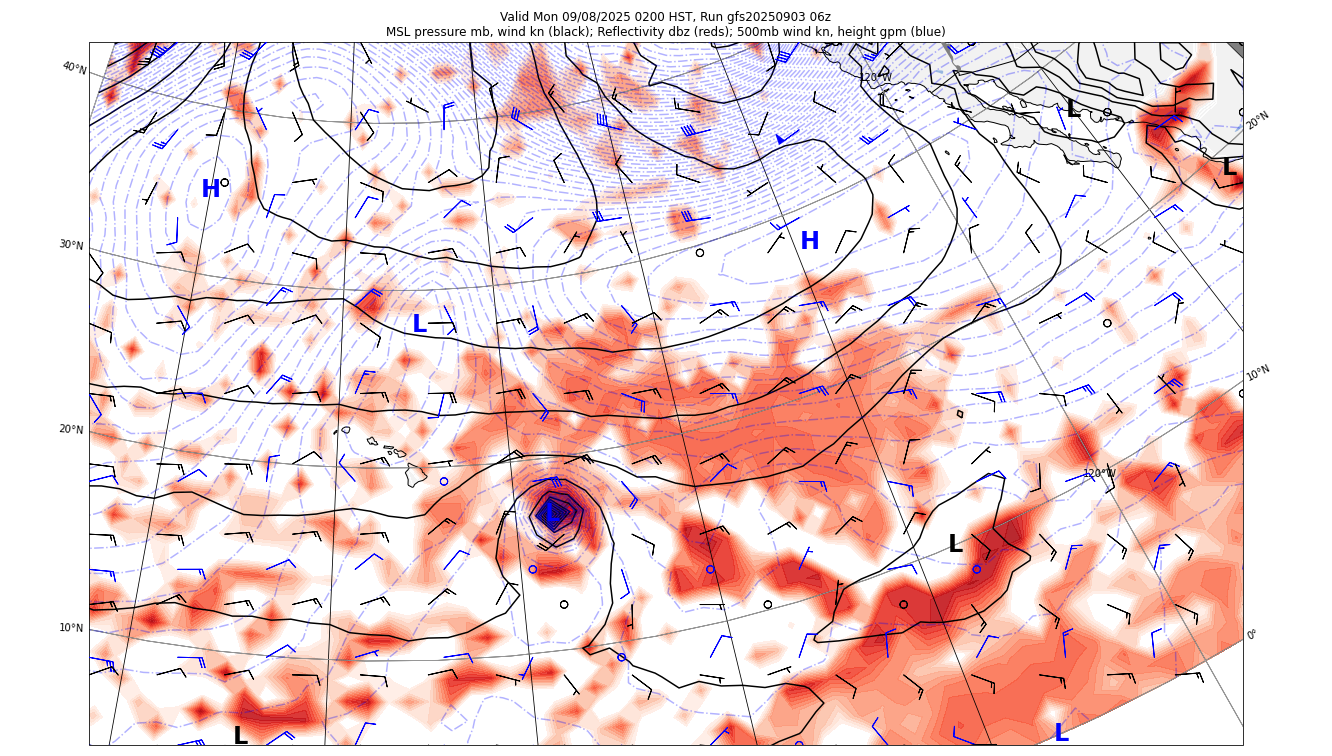 Valid Mon 09/08/2025 0200 HST, Run gfs20250903 06z
MSL pressure mb, wind kn (black); Reflectivity dbz (reds); 500mb wind kn, height gpm (blue)
40°N
120°W
L
20°N
L
H
30°N
H
L
10°N
20°N
120°W
L
L
10°N
0°
L
L